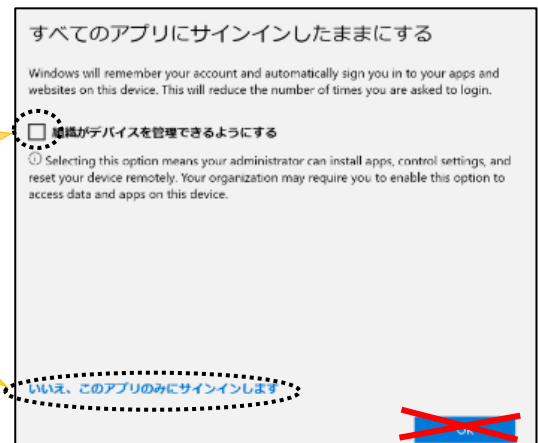 すべてのアプリにサインインしたままにする
Windows will remember your account and automatically sign you in to your apps and
websites on this device. This will reduce the number of times you are asked to login.
組織がデバイスを管理できるようにする
Selecting this option means your administrator can install apps, control settings, and
reset your device remotely. Your organization may require you to enable this option to
access data and apps on this device.
いいえ、このアプリのみにサインインします
OK